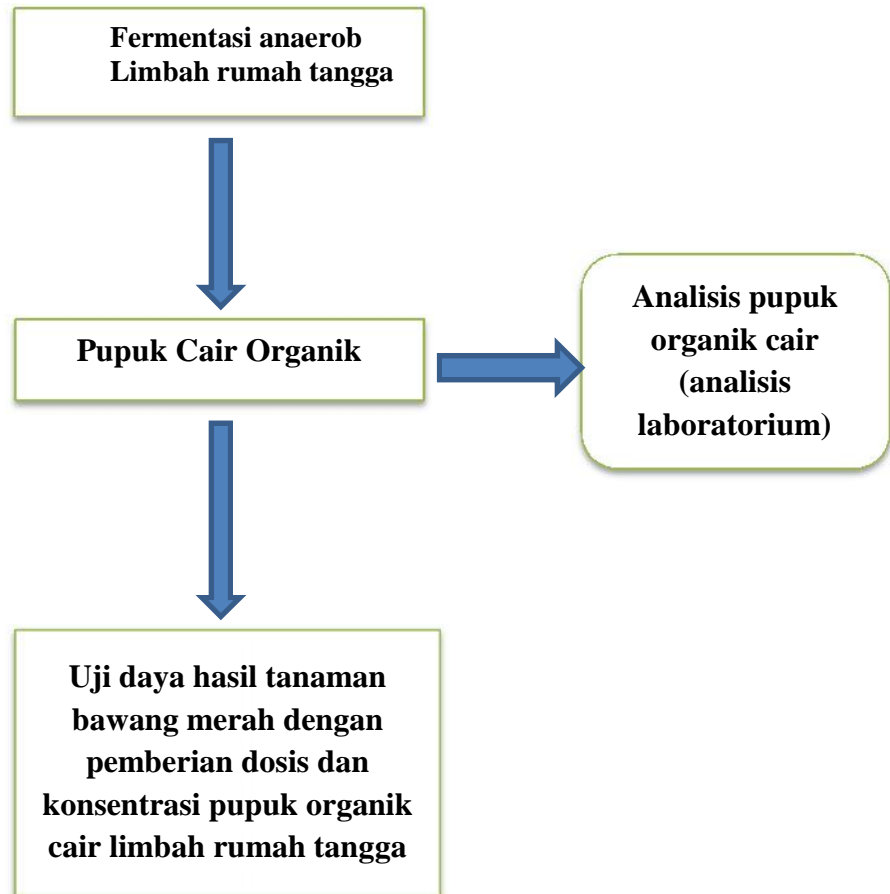 Fermentasi anaerob
Limbah rumah tangga
Pupuk Cair Organik
Analisis pupuk
organik cair
(analisis
laboratorium)
Uji daya hasil tanaman
bawang merah dengan
pemberian dosis dan
konsentrasi pupuk organik
cair limbah rumah tangga